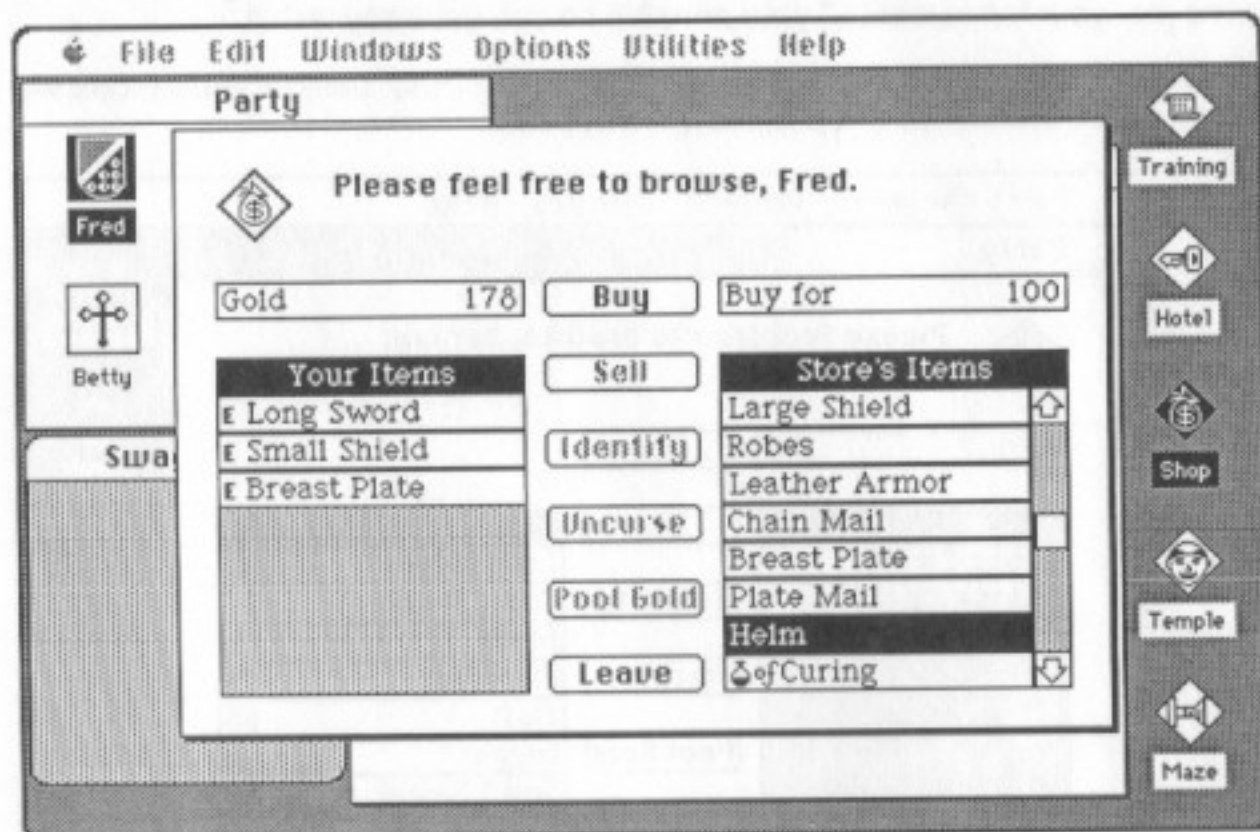 File Edit Windows Options Utilities Help
Party
Fred
Betty
Swa
Please feel free to browse, Fred.
Gold 178
Buy
Buy for 100
Your Items
E Long Sword
E Small Shield
E Breast Plate
Sell
Identify
Uncurse
Pool Gold
Leave
Store's Items
Large Shield
Robes
Leather Armor
Chain Mail
Breast Plate
Plate Mail
Helm
of Curing
Training
Hotel
Shop
Temple
Maze